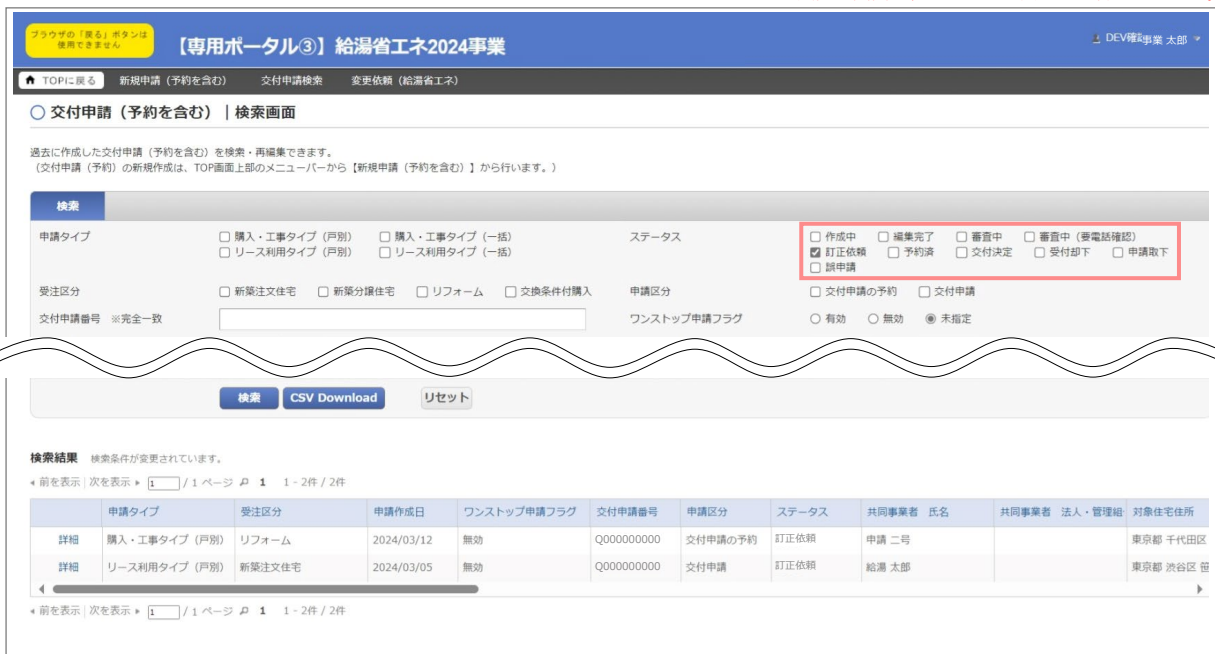 ブラウザの「戻る」ボタンは
使用できません
【専用ポータル③】給湯省エネ2024事業
事業 太郎
TOPに戻る 新規申請（予約を含む） 交付申請検索 変更依頼（給湯省エネ）
交付申請（予約を含む）｜検索画面
過去に作成した交付申請（予約を含む）を検索・再編集できます。
（交付申請（予約）の新規作成は、TOP画面上部のメニューバーから【新規申請（予約を含む）】から行います。）
検索
申請タイプ 購入・工事タイプ（戸別） 購入・工事タイプ（一括） ステータス 作成中 編集完了 審査中 審査中（要電話確認）
リース利用タイプ（戸別） リース利用タイプ（一括） 訂正依頼 予約済 交付決定 受付却下 申請取下
誤申請
受注区分 新築注文住宅 新築分譲住宅 リフォーム 交換条件付購入 申請区分 交付申請の予約 交付申請
交付申請番号 ※完全一致 ワンストップ申請フラグ 有効 無効 未指定
検索 CSV Download リセット
検索結果 検索条件が変更されています。
前を表示 | 次を表示 1 / 1 ページ 1 1 - 2件 / 2件
申請タイプ 受注区分 申請作成日 ワンストップ申請フラグ 交付申請番号 申請区分 ステータス 共同事業者 氏名 共同事業者 法人・管理組 対象住宅住所
詳細 購入・工事タイプ（戸別） リフォーム 2024/03/12 無効 Q000000000 交付申請の予約 訂正依頼 申請 二号 東京都 千代田区
詳細 リース利用タイプ（戸別） 新築注文住宅 2024/03/05 無効 Q000000000 交付申請 訂正依頼 給湯 太郎 東京都 渋谷区 笹
前を表示 | 次を表示 1 / 1 ページ 1 1 - 2件 / 2件